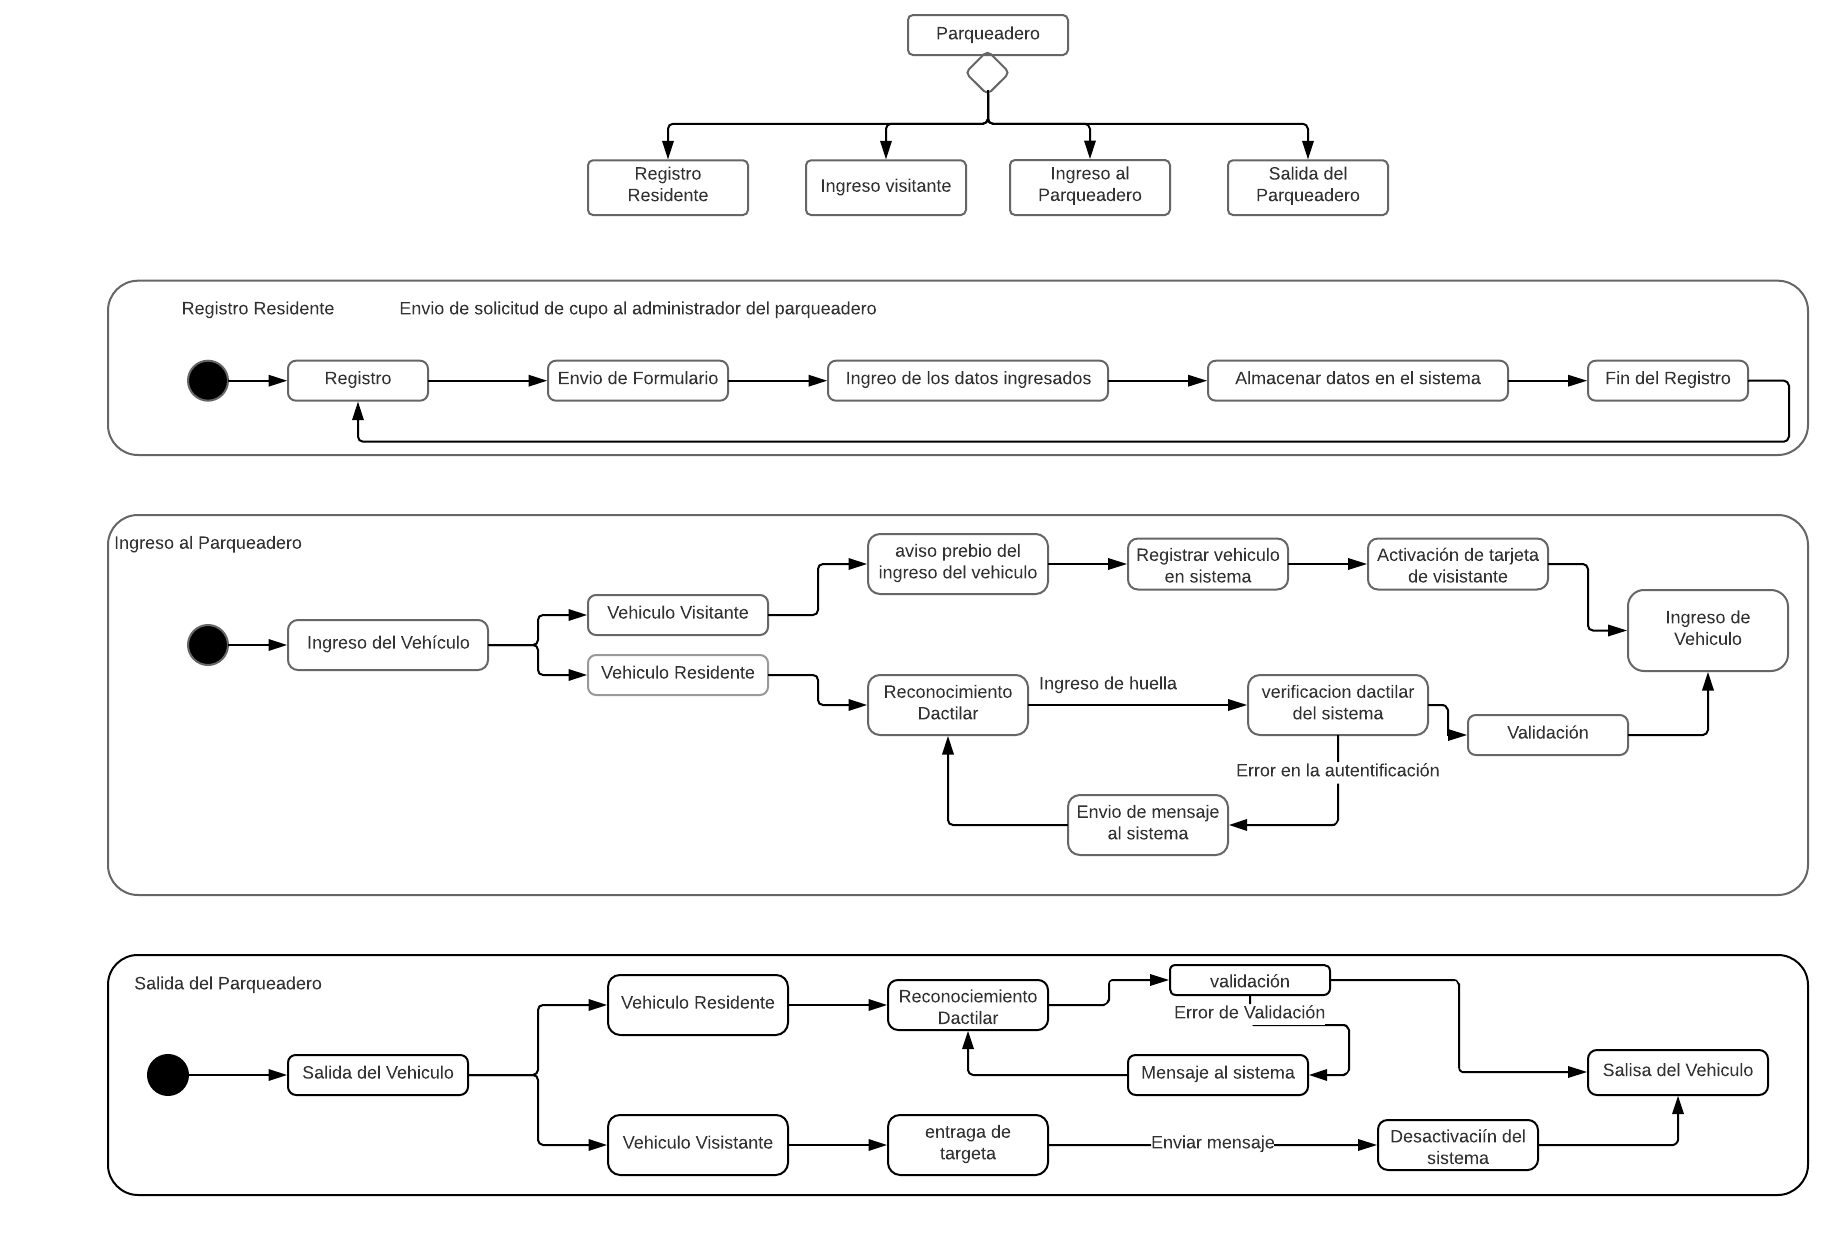 Parqueadero
Registro
Residente
Ingreso visitante
Ingreso al
Parqueadero
Salida del
Parqueadero
Registro Residente
Envio de solicitud de cupo al administrador del parqueadero
Registro
Envio de Formulario
Ingreo de los datos ingresados
Almacenar datos en el sistema
Fin del Registro
Ingreso al Parqueadero
Ingreso del Vehículo
Vehiculo Visitante
Vehiculo Residente
aviso prebio del
ingreso del vehiculo
Registrar vehiculo
en sistema
Activación de tarjeta
de visistante
Ingreso de
Vehiculo
Reconocimiento
Dactilar
Ingreso de huella
verificacion dactilar
del sistema
Validación
Error en la autentificación
Envio de mensaje
al sistema
Salida del Parqueadero
Salida del Vehiculo
Vehiculo Residente
Reconociemiento
Dactilar
validación
Error de Validación
Mensaje al sistema
Salisa del Vehiculo
Vehiculo Visistante
entraga de
targeta
Enviar mensaje
Desactivaciín del
sistema